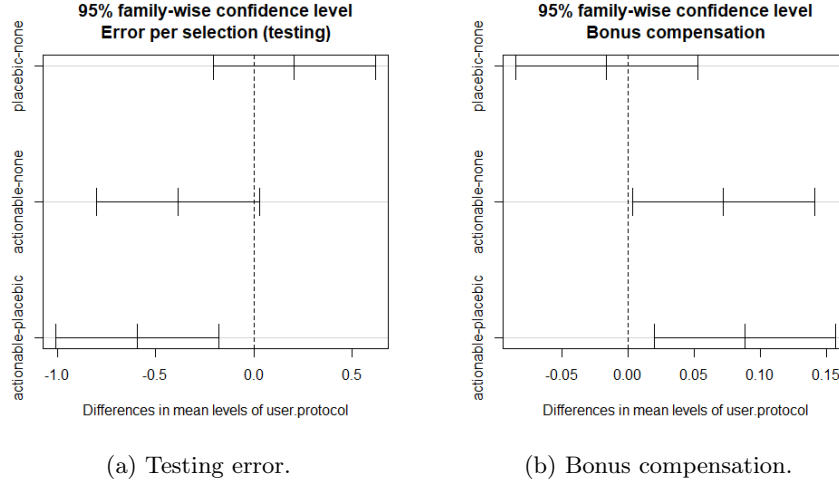 95% family-wise confidence level
Error per selection (testing)
placebic-none
actionable-none
actionable-placebic
-1.0 -0.5 0.0 0.5
Differences in mean levels of user.protocol
(a) Testing error.
95% family-wise confidence level
Bonus compensation
placebic-none
actionable-none
actionable-placebic
-0.05 0.00 0.05 0.10 0.15
Differences in mean levels of user.protocol
(b) Bonus compensation.